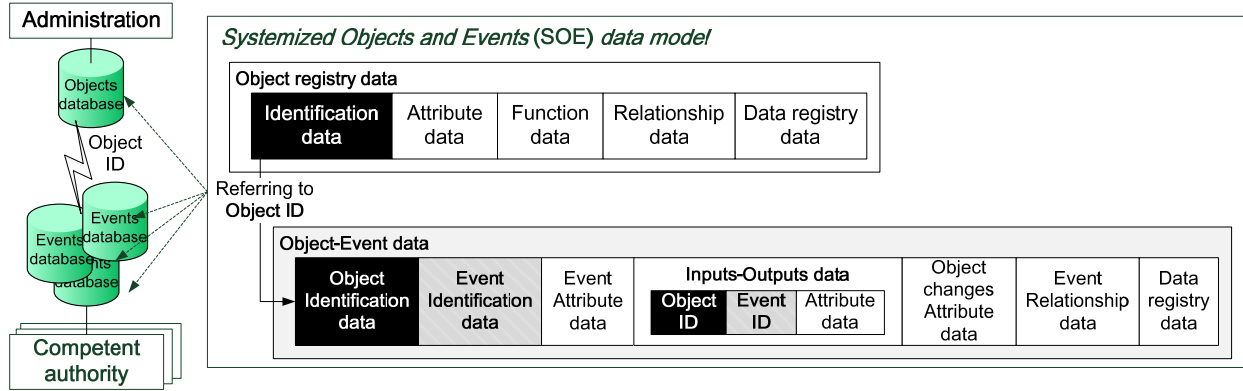 Administration
Objects
database
Object
ID
Events
database
Events
database
nts
database
Competent
authority
Systemized Objects and Events (SOE) data model
Object registry data
Identification
data
Attribute
data
Function
data
Relationship
data
Data registry
data
Referring to
Object ID
Object-Event data
Object
Identification
data
Event
Identification
data
Event
Attribute
data
Inputs-Outputs data
Object
ID
Event
ID
Attribute
data
Object
changes
Attribute
data
Event
Relationship
data
Data
registry
data